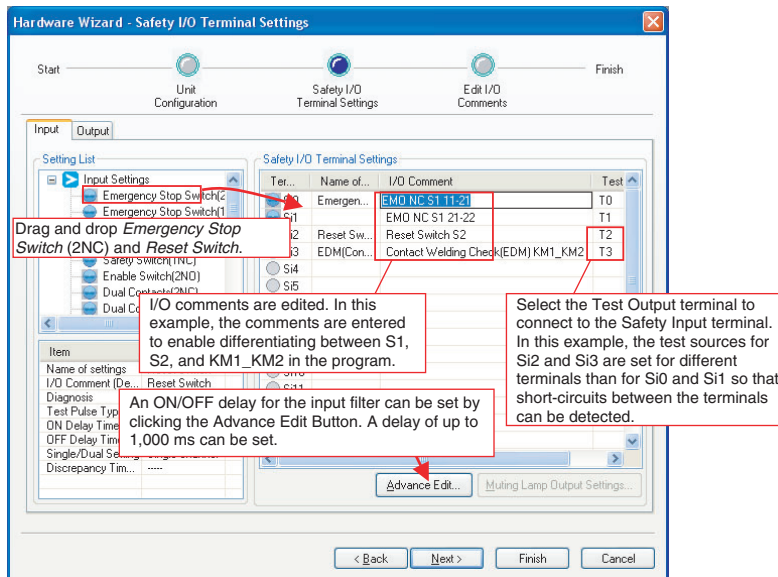 Hardware Wizard - Safety I/O Terminal Settings
Start
Unit
Configuration
Safety I/O
Terminal Settings
Edit I/O
Comments
Finish
Input
Output
Setting List
Input Settings
Emergency Stop Switch(2
Emergency Stop Switch(1
Drag and drop Emergency Stop
Switch (2NC) and Reset Switch.
Safety Switch(1NC)
Enable Switch(2NO)
Dual Contacts(2NC)
Dual Co
Safety I/O Terminal Settings
Ter... Name of... I/O Comment Test
Si0 Emergen... EMO NC S1 11-21 T0
Si1 EMO NC S1 21-22 T1
Si2 Reset Sw... Reset Switch S2 T2
Si3 EDM(Con... Contact Welding Check(EDM) KM1_KM2 T3
Si4
Si5
I/O comments are edited. In this
example, the comments are entered
to enable differentiating between S1,
S2, and KM1_KM2 in the program.
Select the Test Output terminal to
connect to the Safety Input terminal.
In this example, the test sources for
Si2 and Si3 are set for different
terminals than for Si0 and Si1 so that
short-circuits between the terminals
can be detected.
Item
Name of settings
I/O Comment (De... Reset Switch
Diagnosis
Test Pulse Typ
ON Delay Time
OFF Delay Tim
Single/Dual Setting Single Channel
Discrepancy Tim... -----
An ON/OFF delay for the input filter can be set by
clicking the Advance Edit Button. A delay of up to
1,000 ms can be set.
Advance Edit...
Muting Lamp Output Settings...
< Back
Next >
Finish
Cancel